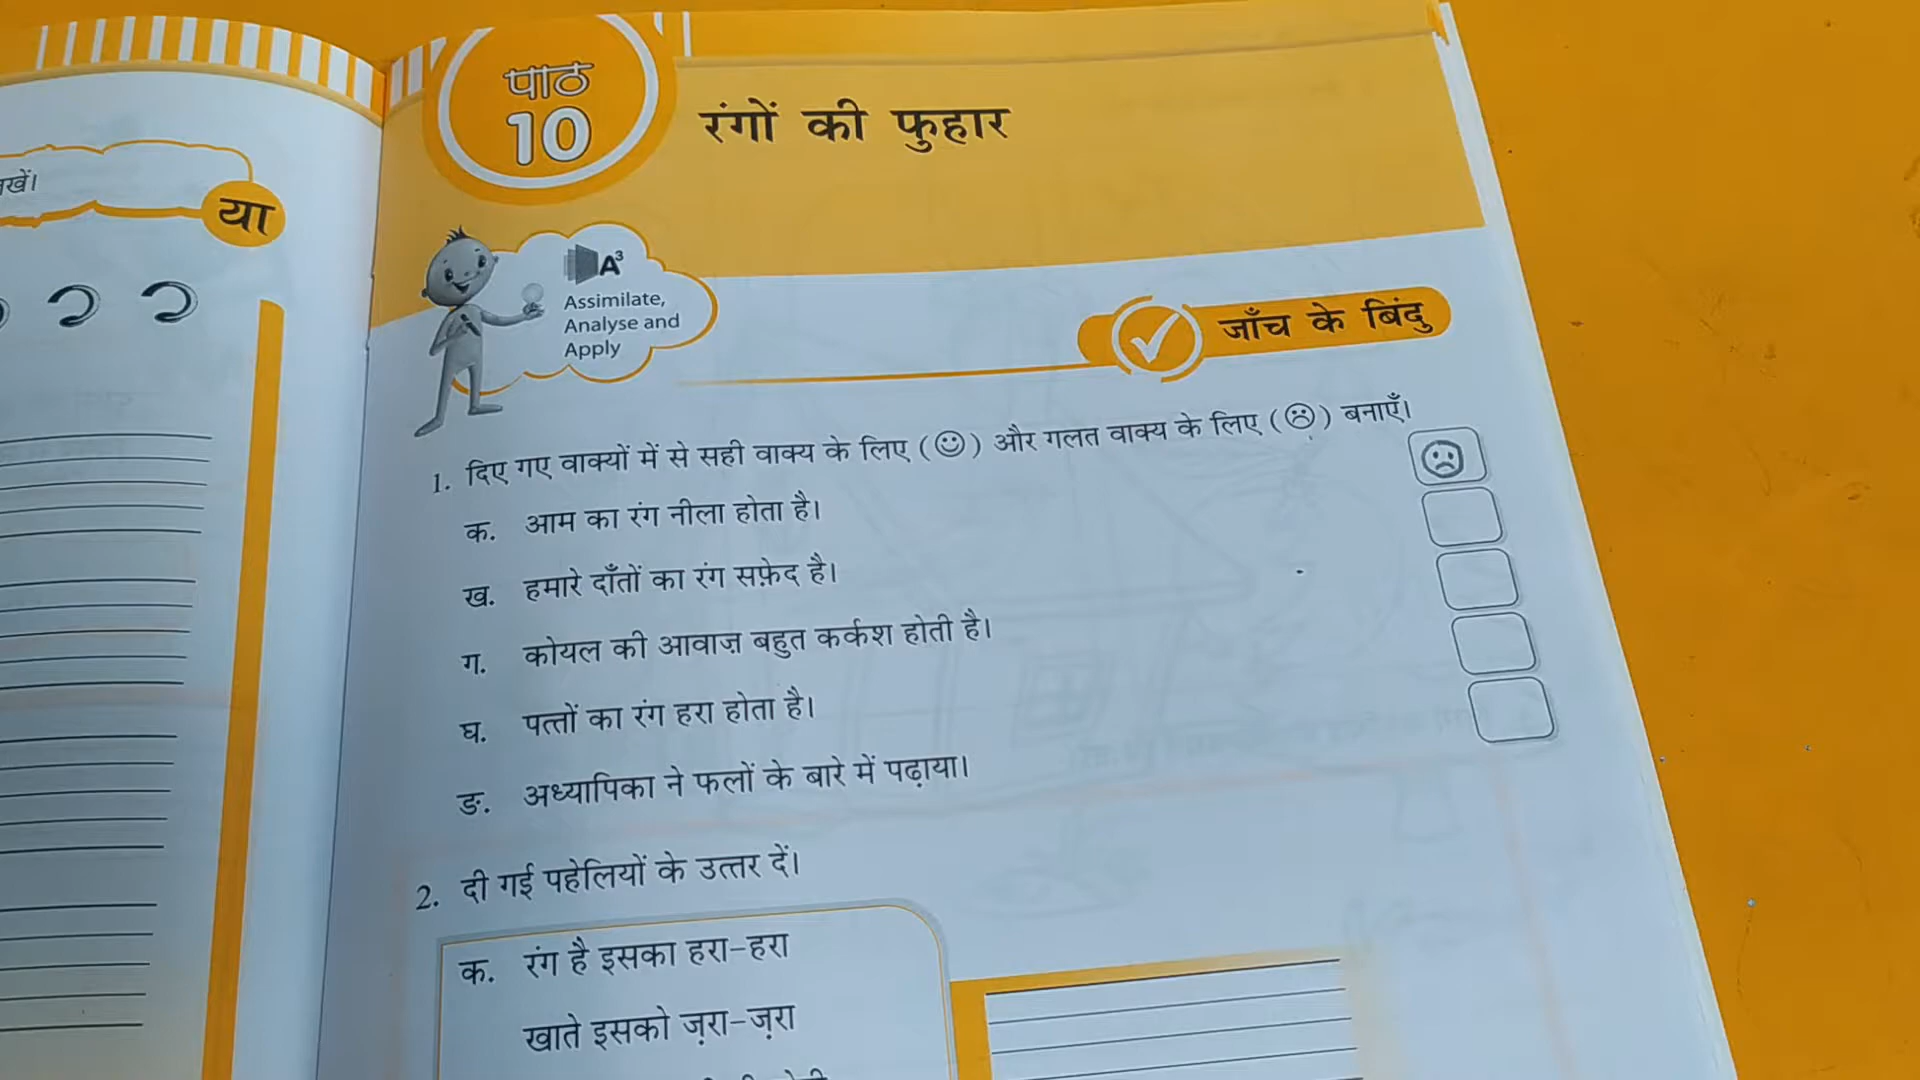 पाठ
10
रंगों की फुहार
या
A³
Assimilate,
Analyse and
Apply
जाँच के बिंदु
1. दिए गए वाक्यों में से सही वाक्य के लिए (☺) और गलत वाक्य के लिए (☹) बनाएँ।
क. आम का रंग नीला होता है।
ख. हमारे दाँतों का रंग सफ़ेद है।
ग. कोयल की आवाज़ बहुत कर्कश होती है।
घ. पत्तों का रंग हरा होता है।
ङ. अध्यापिका ने फलों के बारे में पढ़ाया।
2. दी गई पहेलियों के उत्तर दें।
क. रंग है इसका हरा-हरा
खाते इसको ज़रा-ज़रा